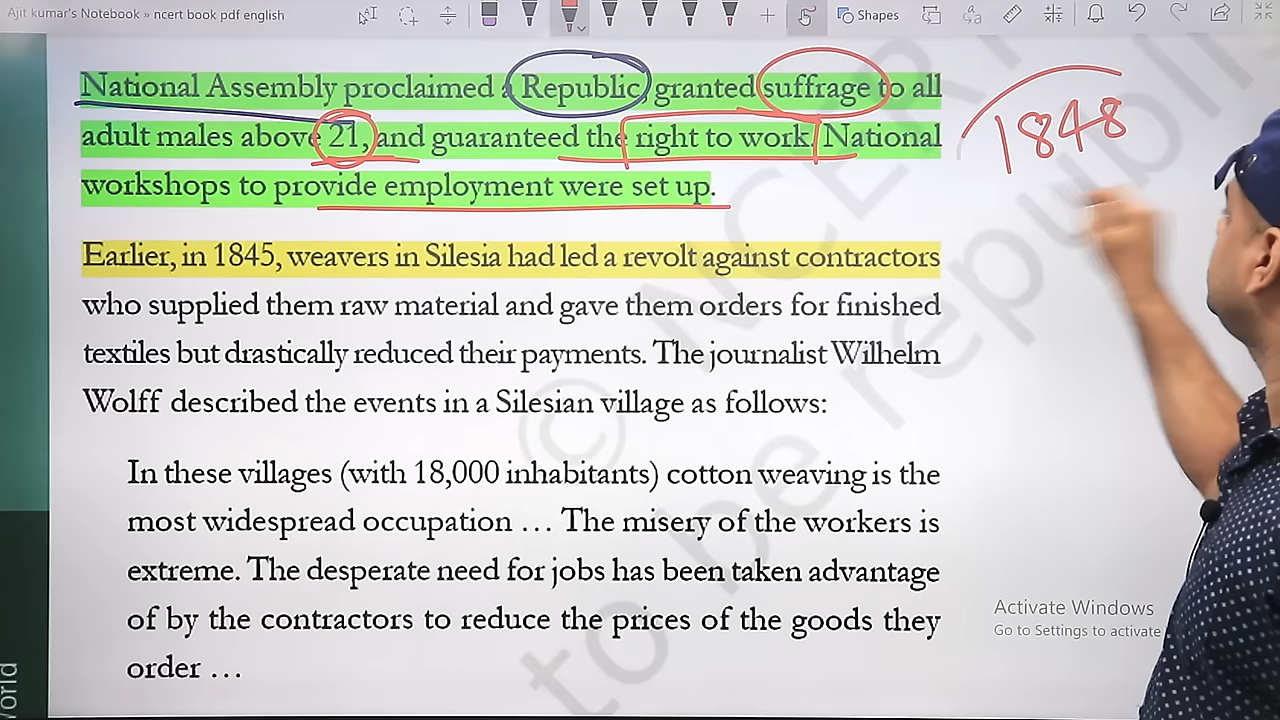 Ajit kumar's Notebook » ncert book pdf english
Shapes
National Assembly proclaimed a Republic, granted suffrage to all
adult males above 21, and guaranteed the right to work. National
workshops to provide employment were set up.
1848
Earlier, in 1845, weavers in Silesia had led a revolt against contractors
who supplied them raw material and gave them orders for finished
textiles but drastically reduced their payments. The journalist Wilhelm
Wolff described the events in a Silesian village as follows:
In these villages (with 18,000 inhabitants) cotton weaving is the
most widespread occupation … The misery of the workers is
extreme. The desperate need for jobs has been taken advantage
of by the contractors to reduce the prices of the goods they
order …
Activate Windows
Go to Settings to activate
© NCERT
to be republi